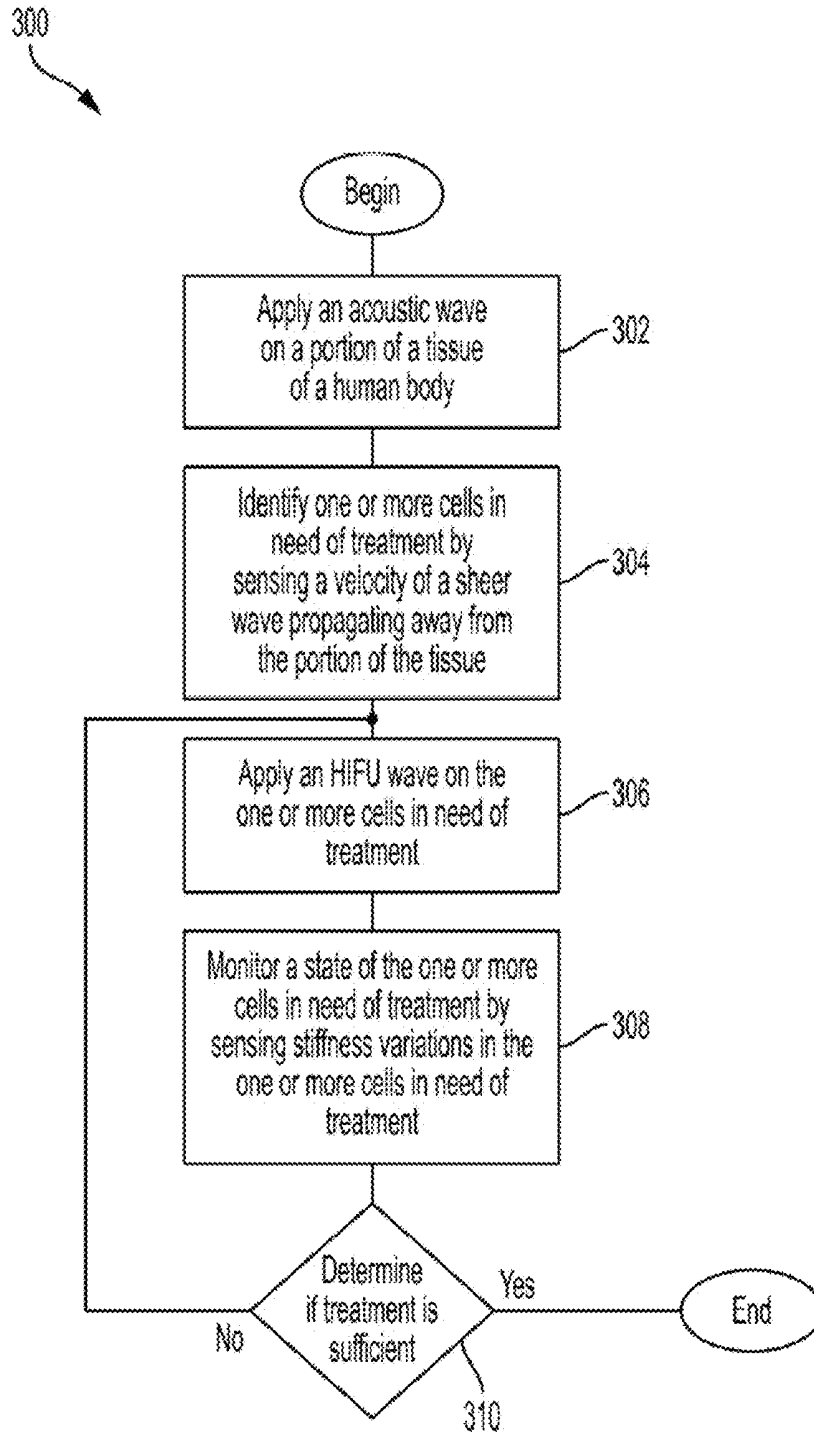 300
Begin
Apply an acoustic wave
on a portion of a tissue
of a human body
302
Identify one or more cells in
need of treatment by
sensing a velocity of a sheer
wave propagating away from
the portion of the tissue
304
Apply an HIFU wave on the
one or more cells in need of
treatment
306
Monitor a state of the one or more
cells in need of treatment by
sensing stiffness variations in the
one or more cells in need of
treatment
308
Determine
if treatment is
sufficient
Yes
No
End
310